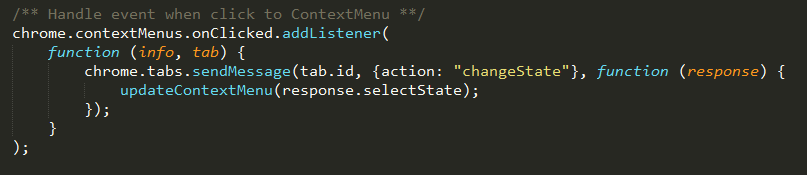 /** Handle event when click to ContextMenu **/
chrome.contextMenus.onClicked.addListener(
    function (info, tab) {
        chrome.tabs.sendMessage(tab.id, {action: "changeState"}, function (response) {
            updateContextMenu(response.selectState);
        });
    }
);